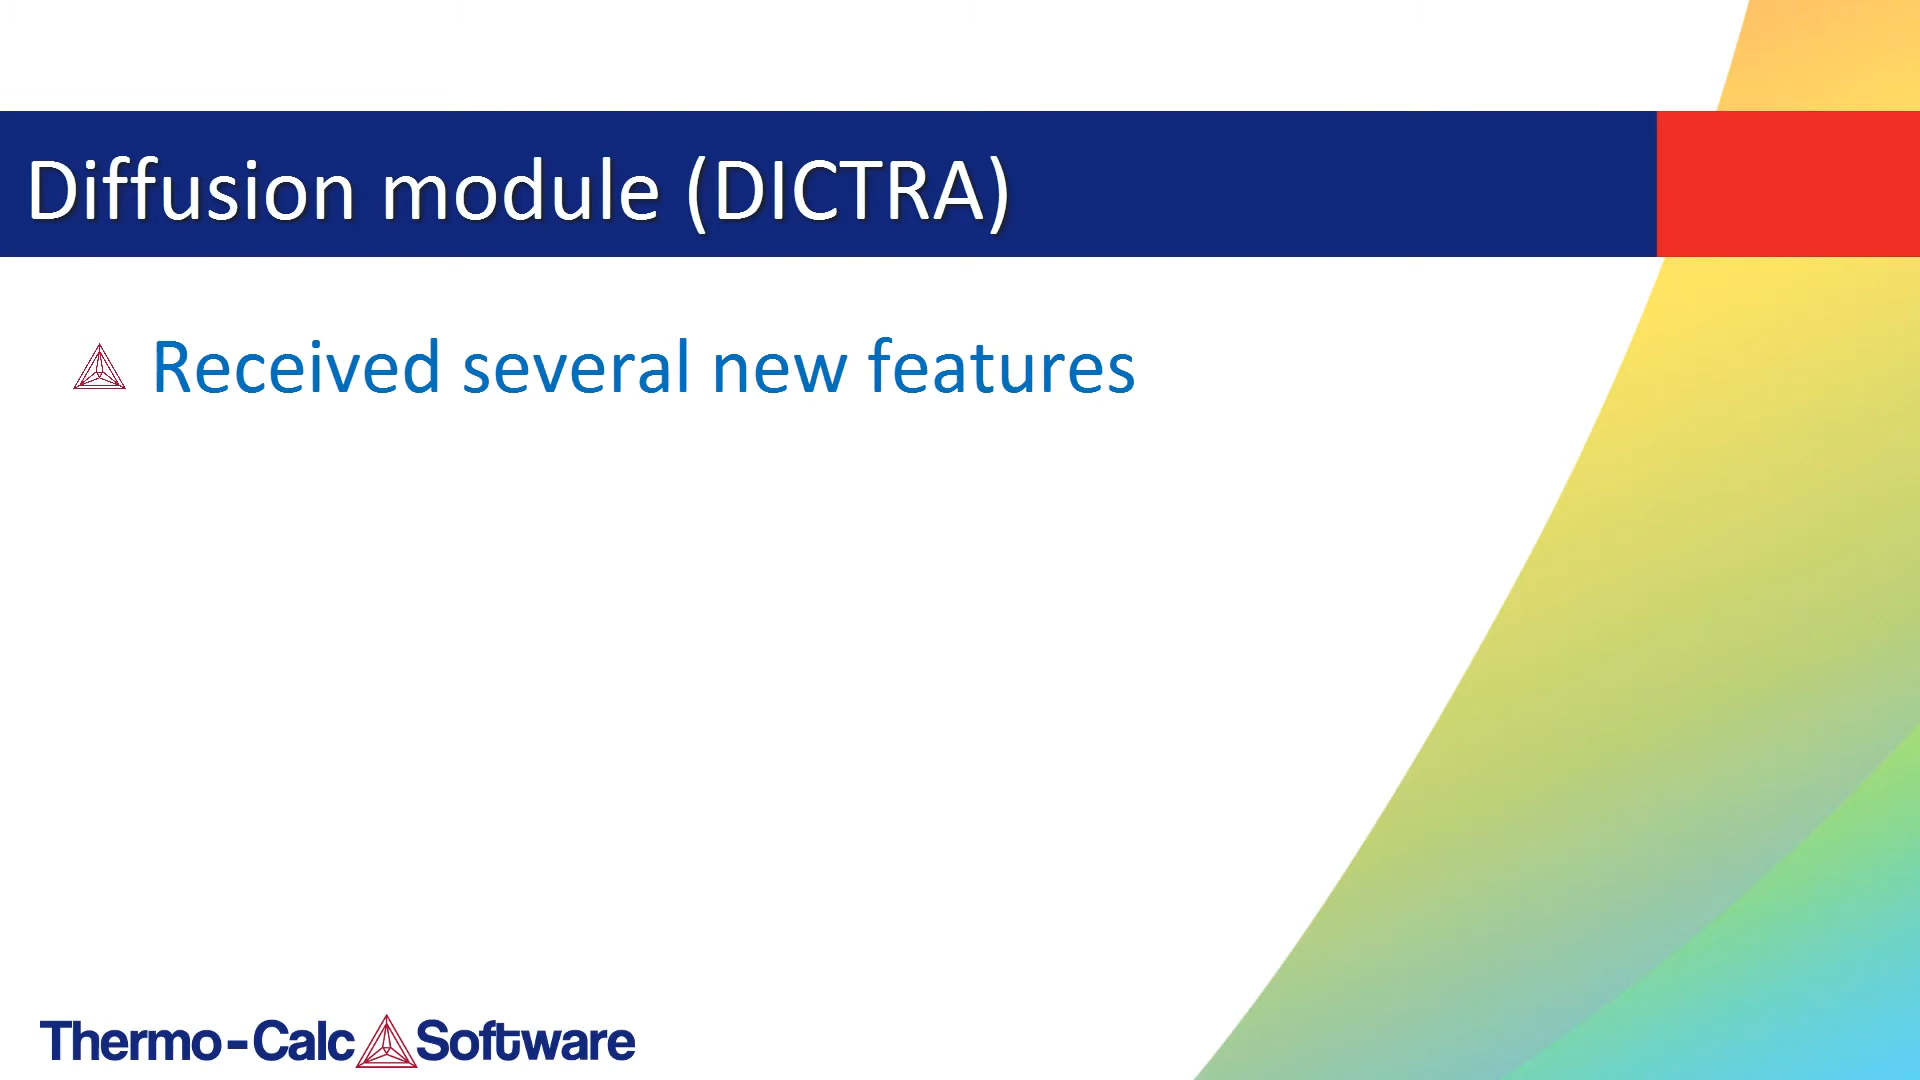 Diffusion module (DICTRA)
Received several new features
Thermo-Calc Software